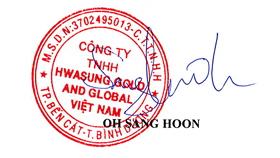 M.S.D.N:3702495013-C.T.T.N.H.H
CÔNG TY
TNHH
HWASUNG GOLD
AND GLOBAL
VIỆT NAM
TP.BẾN CÁT-T.BÌNH DƯƠNG
OH SANG HOON